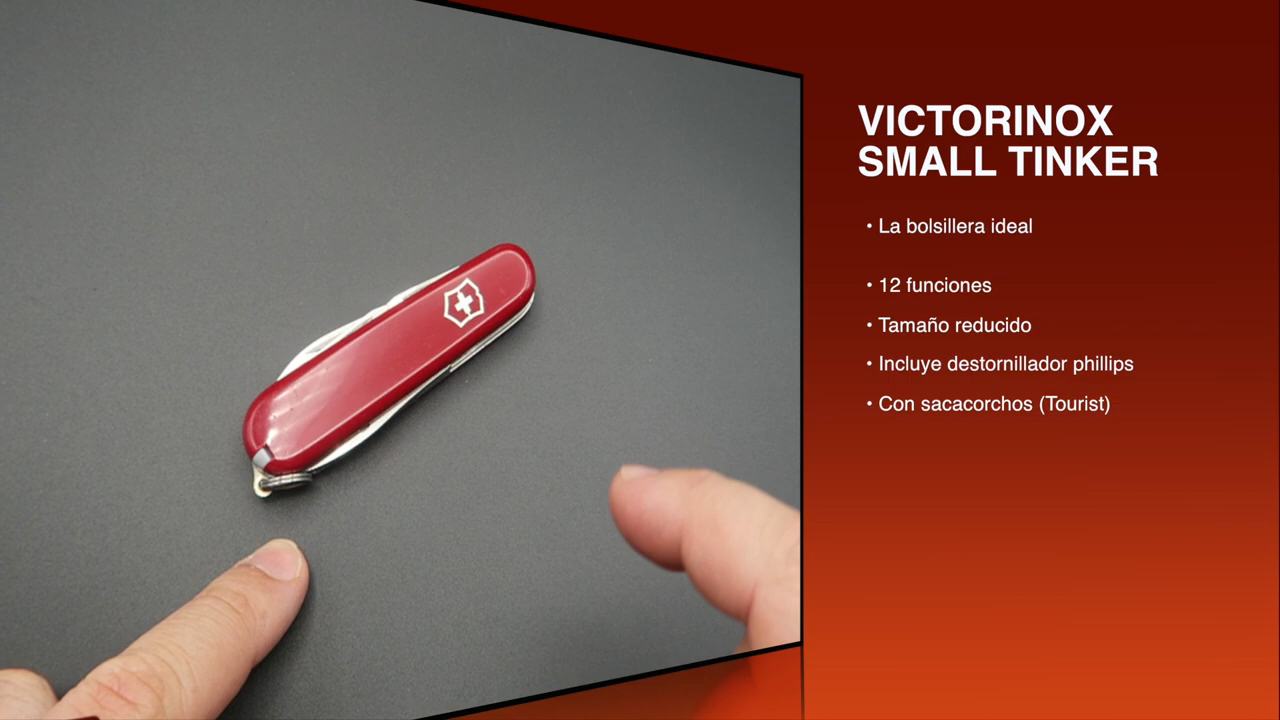 VICTORINOX
SMALL TINKER
• La bolsillera ideal
• 12 funciones
• Tamaño reducido
• Incluye destornillador phillips
• Con sacacorchos (Tourist)